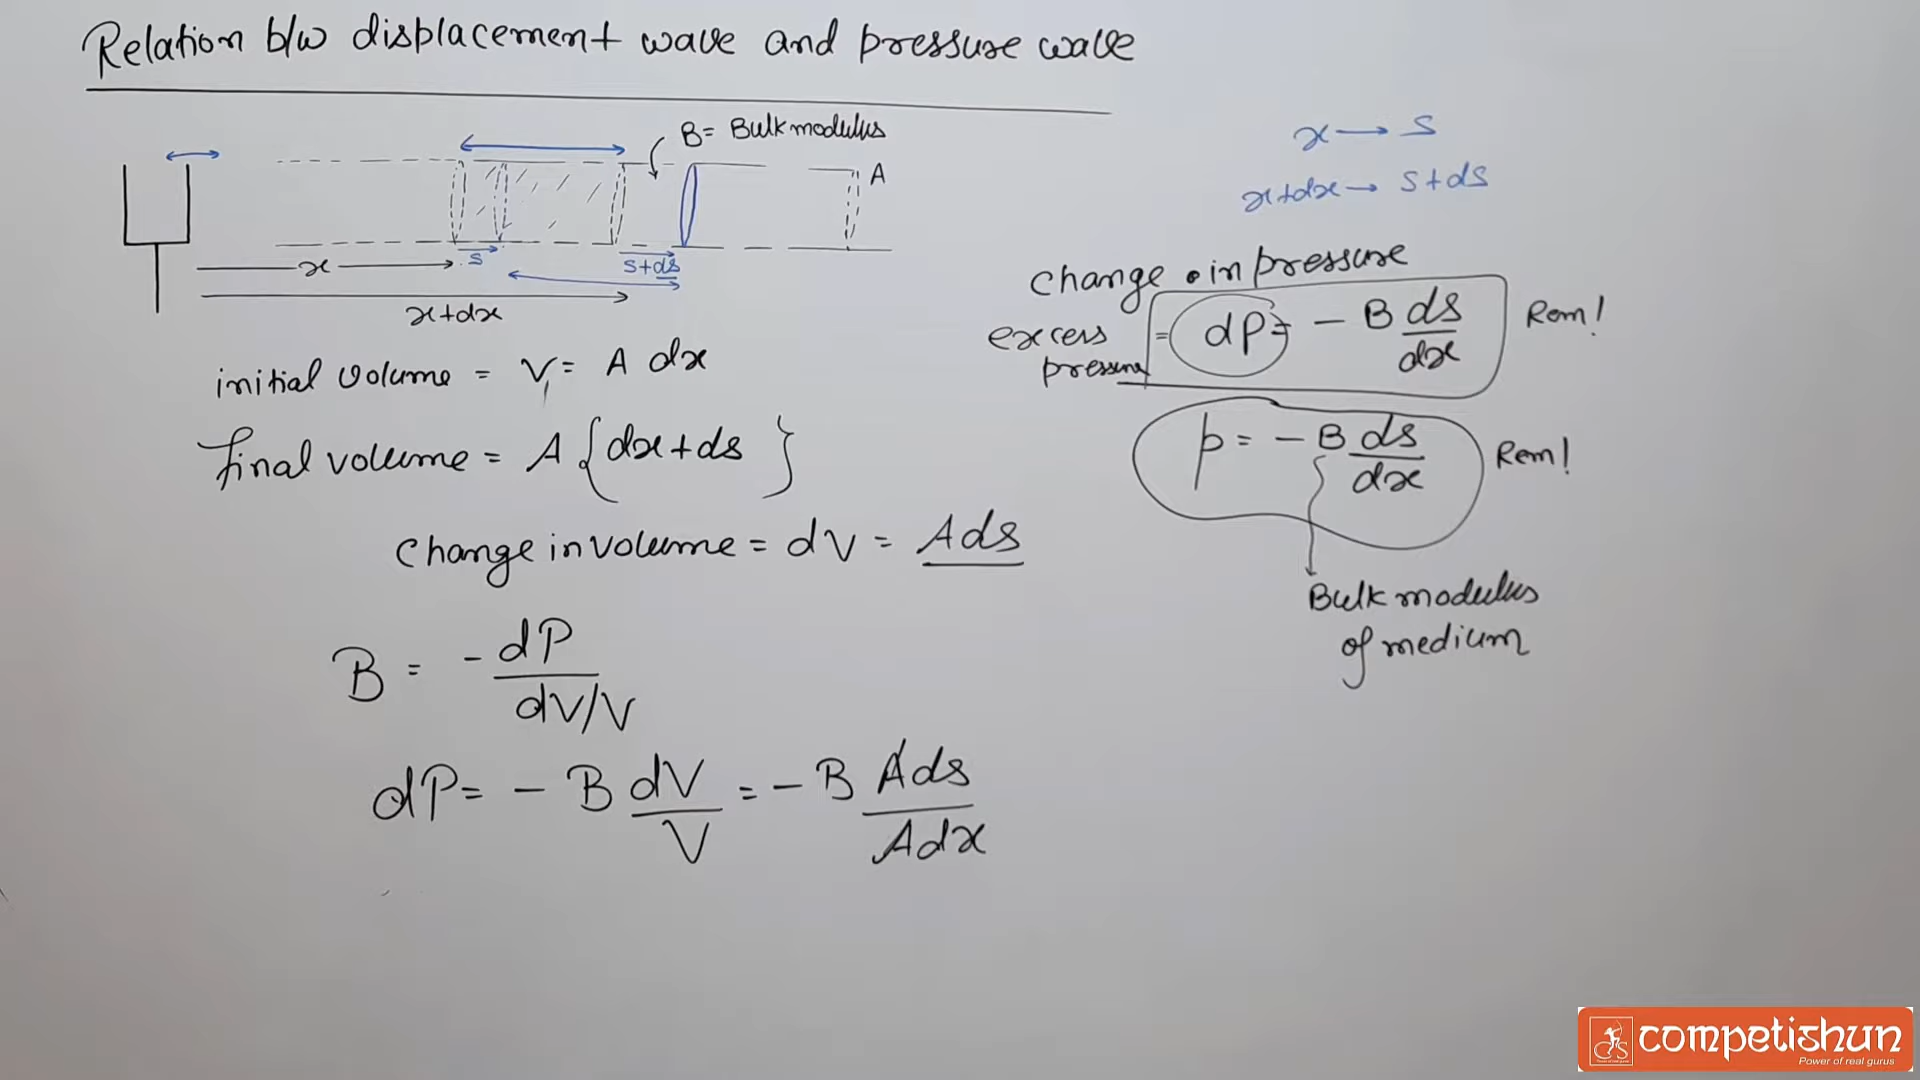 Relation b/w displacement wave and pressure wave
B = Bulk modulus
A
x → s
x+dx → s+ds
s
s+ds
x
x+dx
change in pressure
excess pressure = dP = - B ds/dx Rem!
initial volume = V₁ = A dx
p = - B ds/dx Rem!
final volume = A {dx+ds}
change in volume = dV = Ads
Bulk modulus
of medium
B = - dP / dV/V
dP = - B dV/V = - B Ads/Adx
competishun
Power of real gurus